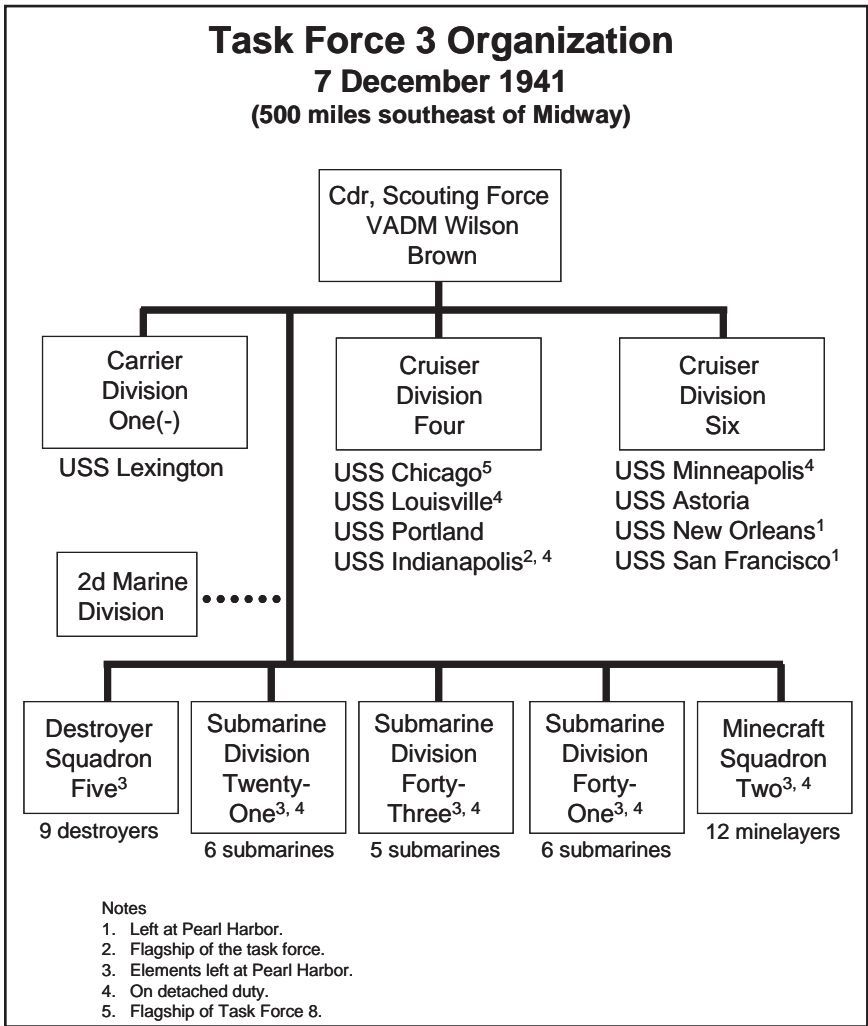 Task Force 3 Organization
7 December 1941
(500 miles southeast of Midway)
Cdr, Scouting Force
VADM Wilson
Brown
Carrier
Division
One(-)
USS Lexington
Cruiser
Division
Four
USS Chicago⁵
USS Louisville⁴
USS Portland
USS Indianapolis²,⁴
Cruiser
Division
Six
USS Minneapolis⁴
USS Astoria
USS New Orleans¹
USS San Francisco¹
2d Marine
Division
Destroyer
Squadron
Five³
9 destroyers
Submarine
Division
Twenty-
One³,⁴
6 submarines
Submarine
Division
Forty-
Three³,⁴
5 submarines
Submarine
Division
Forty-
One³,⁴
6 submarines
Minecraft
Squadron
Two³,⁴
12 minelayers
Notes
1. Left at Pearl Harbor.
2. Flagship of the task force.
3. Elements left at Pearl Harbor.
4. On detached duty.
5. Flagship of Task Force 8.